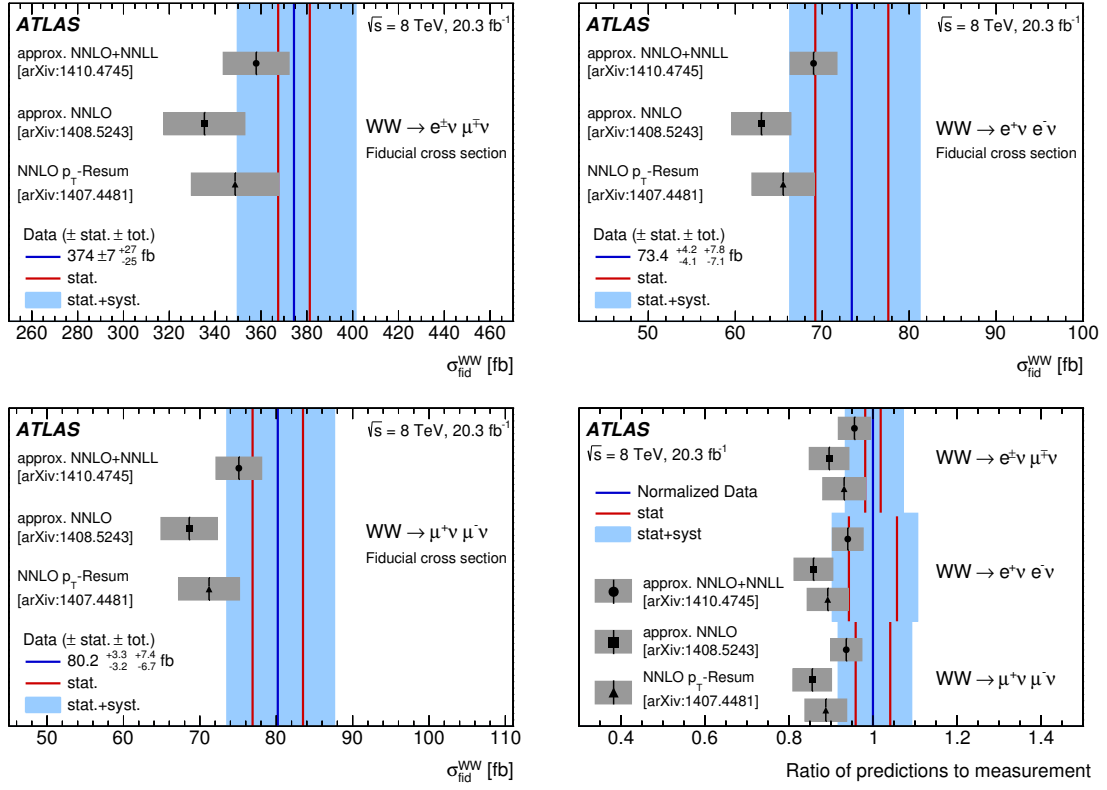 ATLAS
√s = 8 TeV, 20.3 fb⁻¹
approx. NNLO+NNLL
[arXiv:1410.4745]
approx. NNLO
[arXiv:1408.5243]
WW → e±ν μ∓ν
Fiducial cross section
NNLO p_T-Resum
[arXiv:1407.4481]
Data (± stat. ± tot.)
374 ±7 +27 -25 fb
stat.
stat.+syst.
260 280 300 320 340 360 380 400 420 440 460
σ_fid^WW [fb]
ATLAS
√s = 8 TeV, 20.3 fb⁻¹
approx. NNLO+NNLL
[arXiv:1410.4745]
approx. NNLO
[arXiv:1408.5243]
WW → e⁺ν e⁻ν
Fiducial cross section
NNLO p_T-Resum
[arXiv:1407.4481]
Data (± stat. ± tot.)
73.4 +4.2 -4.1 +7.8 -7.1 fb
stat.
stat.+syst.
50 60 70 80 90 100
σ_fid^WW [fb]
ATLAS
√s = 8 TeV, 20.3 fb⁻¹
approx. NNLO+NNLL
[arXiv:1410.4745]
approx. NNLO
[arXiv:1408.5243]
WW → μ⁺ν μ⁻ν
Fiducial cross section
NNLO p_T-Resum
[arXiv:1407.4481]
Data (± stat. ± tot.)
80.2 +3.3 -3.2 +7.4 -6.7 fb
stat.
stat.+syst.
50 60 70 80 90 100 110
σ_fid^WW [fb]
ATLAS
√s = 8 TeV, 20.3 fb⁻¹
WW → e±ν μ∓ν
Normalized Data
stat
stat+syst
WW → e⁺ν e⁻ν
approx. NNLO+NNLL
[arXiv:1410.4745]
approx. NNLO
[arXiv:1408.5243]
NNLO p_T-Resum
[arXiv:1407.4481]
WW → μ⁺ν μ⁻ν
0.4 0.6 0.8 1 1.2 1.4
Ratio of predictions to measurement